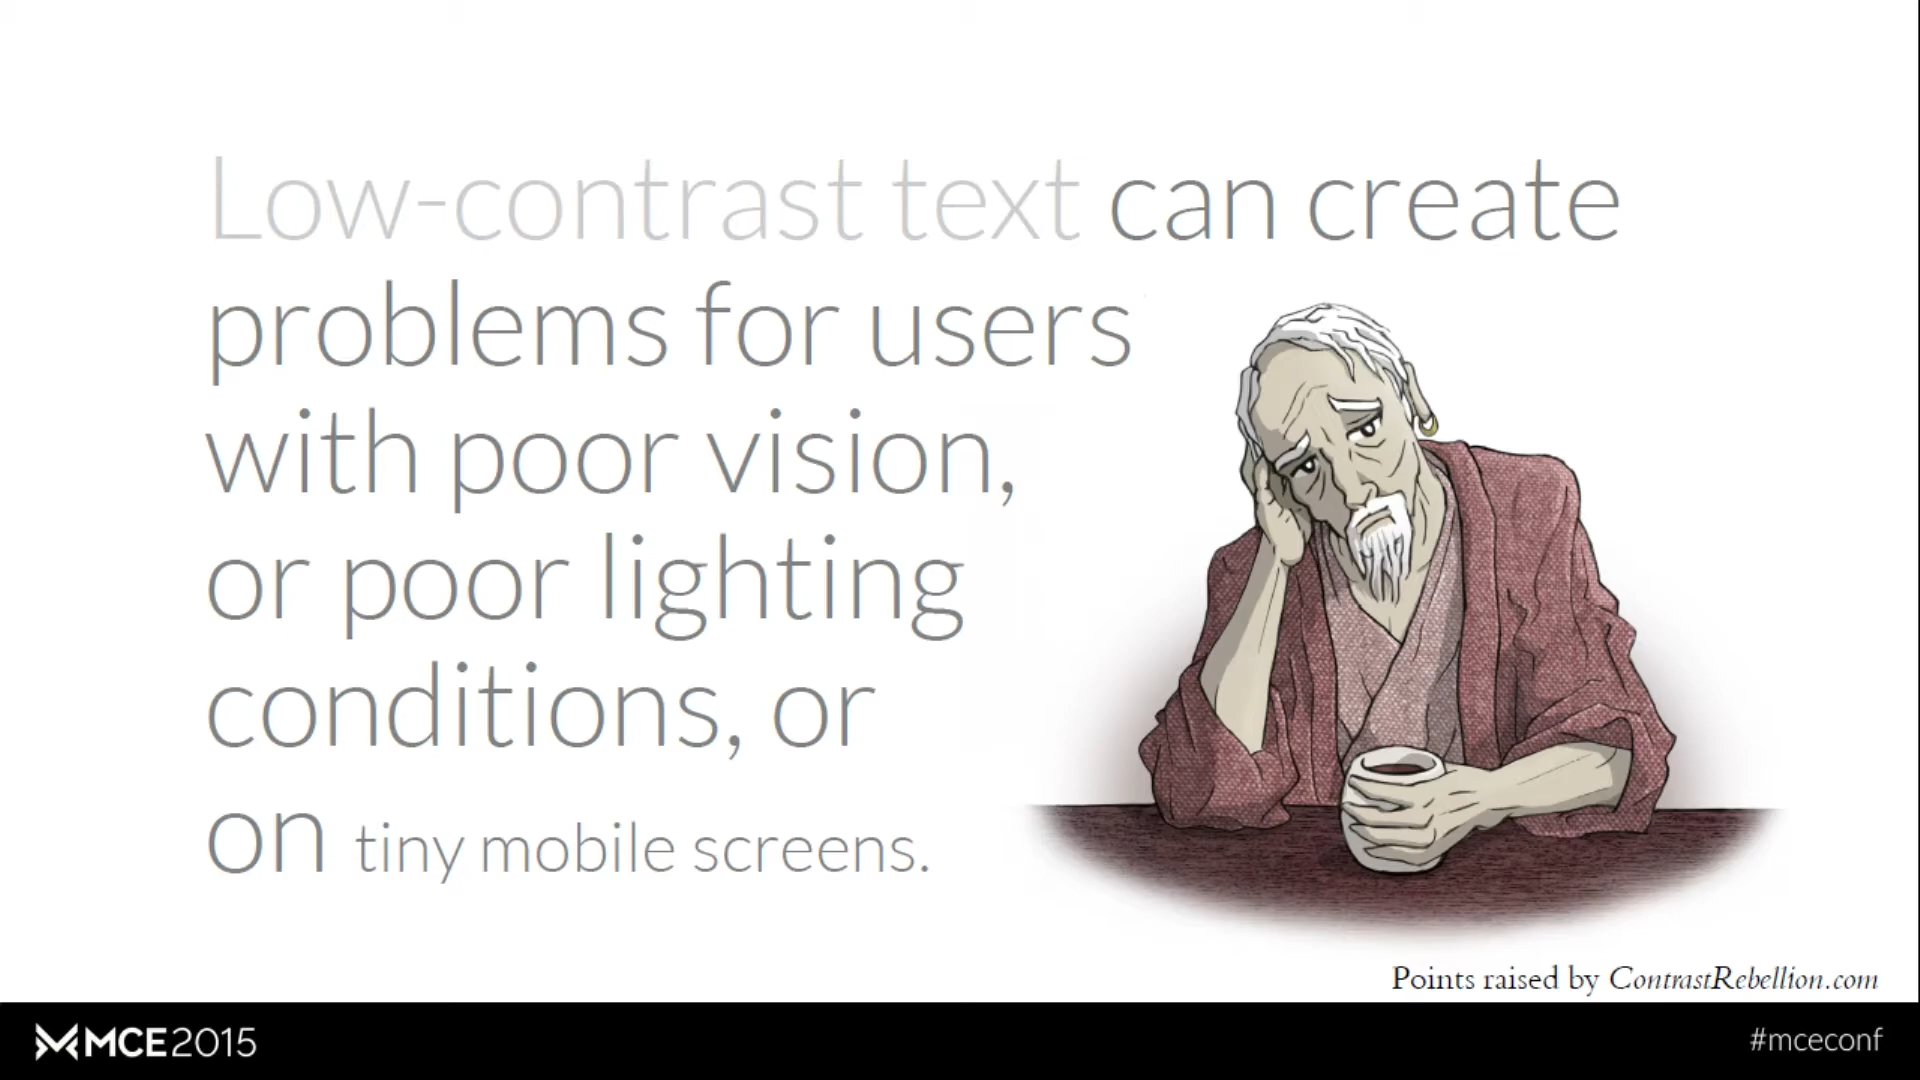 Low-contrast text can create
problems for users
with poor vision,
or poor lighting
conditions, or
on tiny mobile screens.
Points raised by ContrastRebellion.com
MCE2015
#mceconf